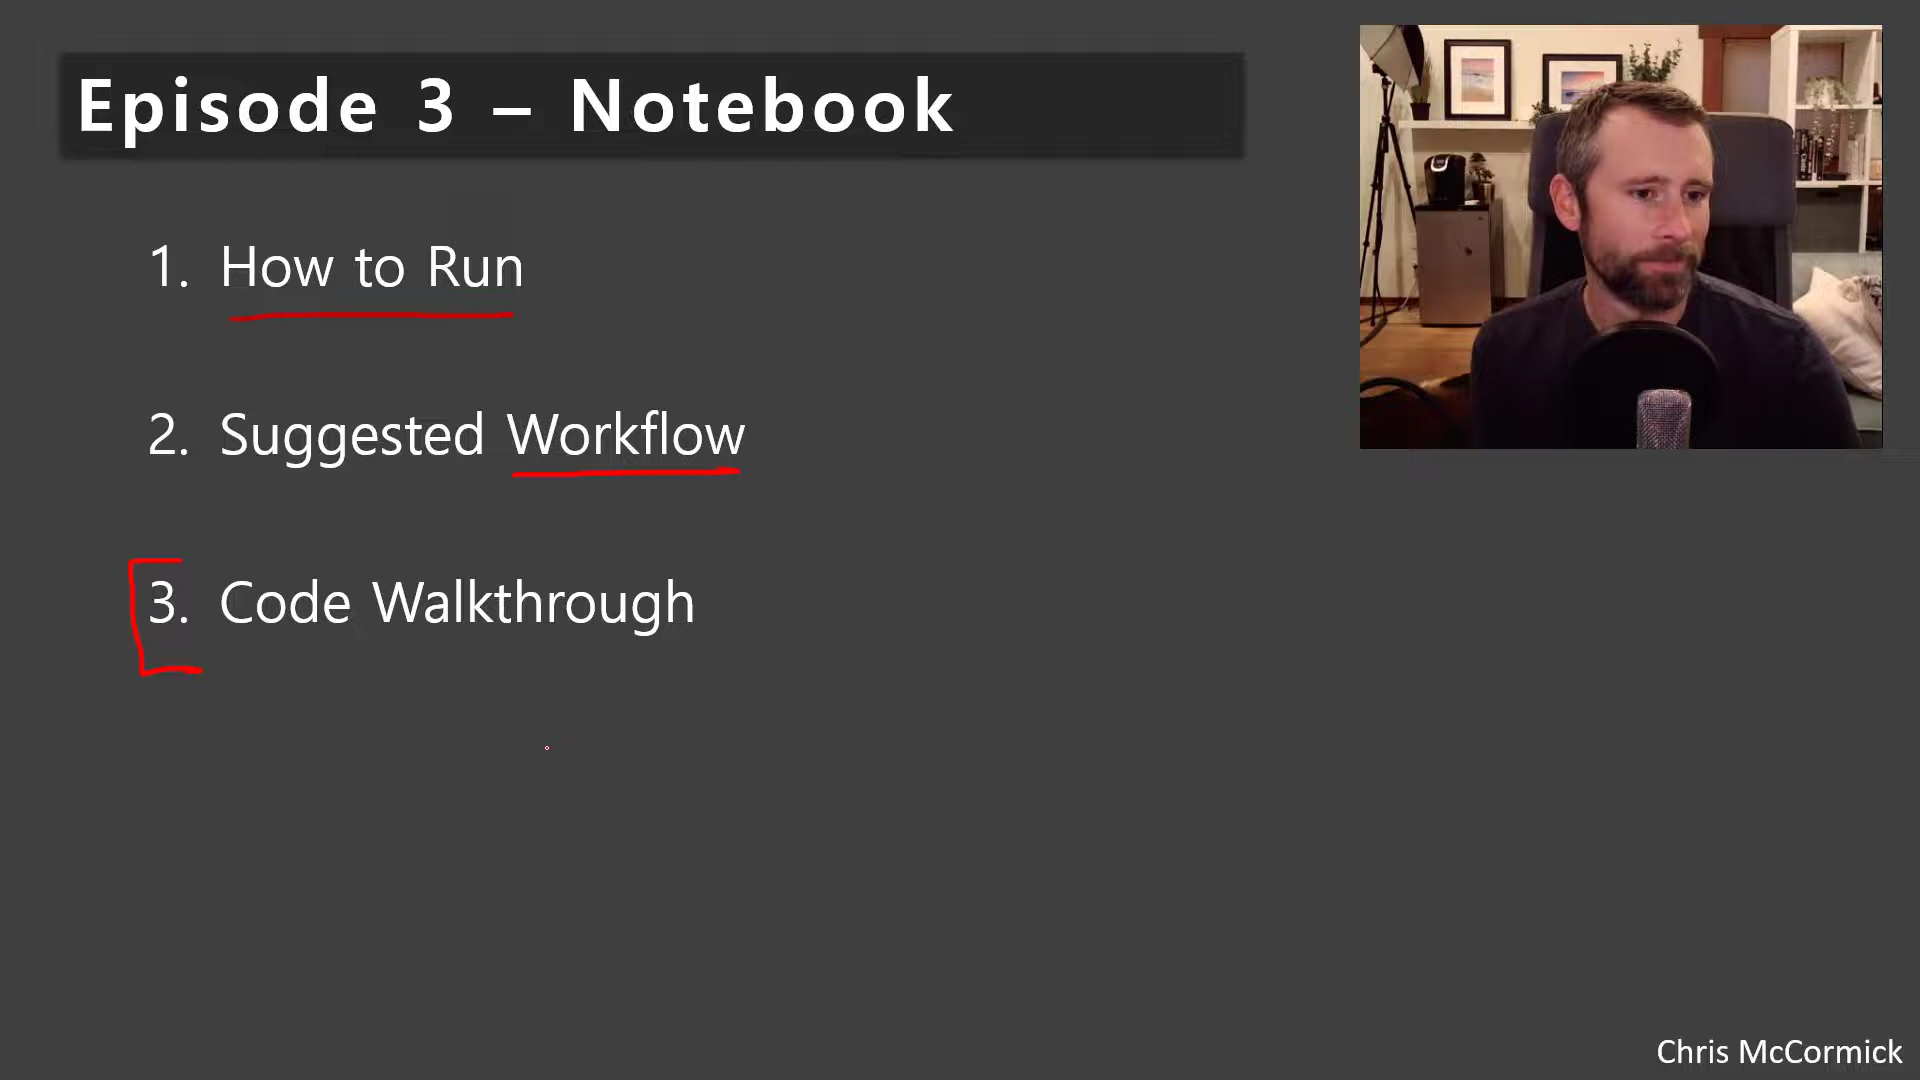 Episode 3 – Notebook
1. How to Run
2. Suggested Workflow
3. Code Walkthrough
Chris McCormick